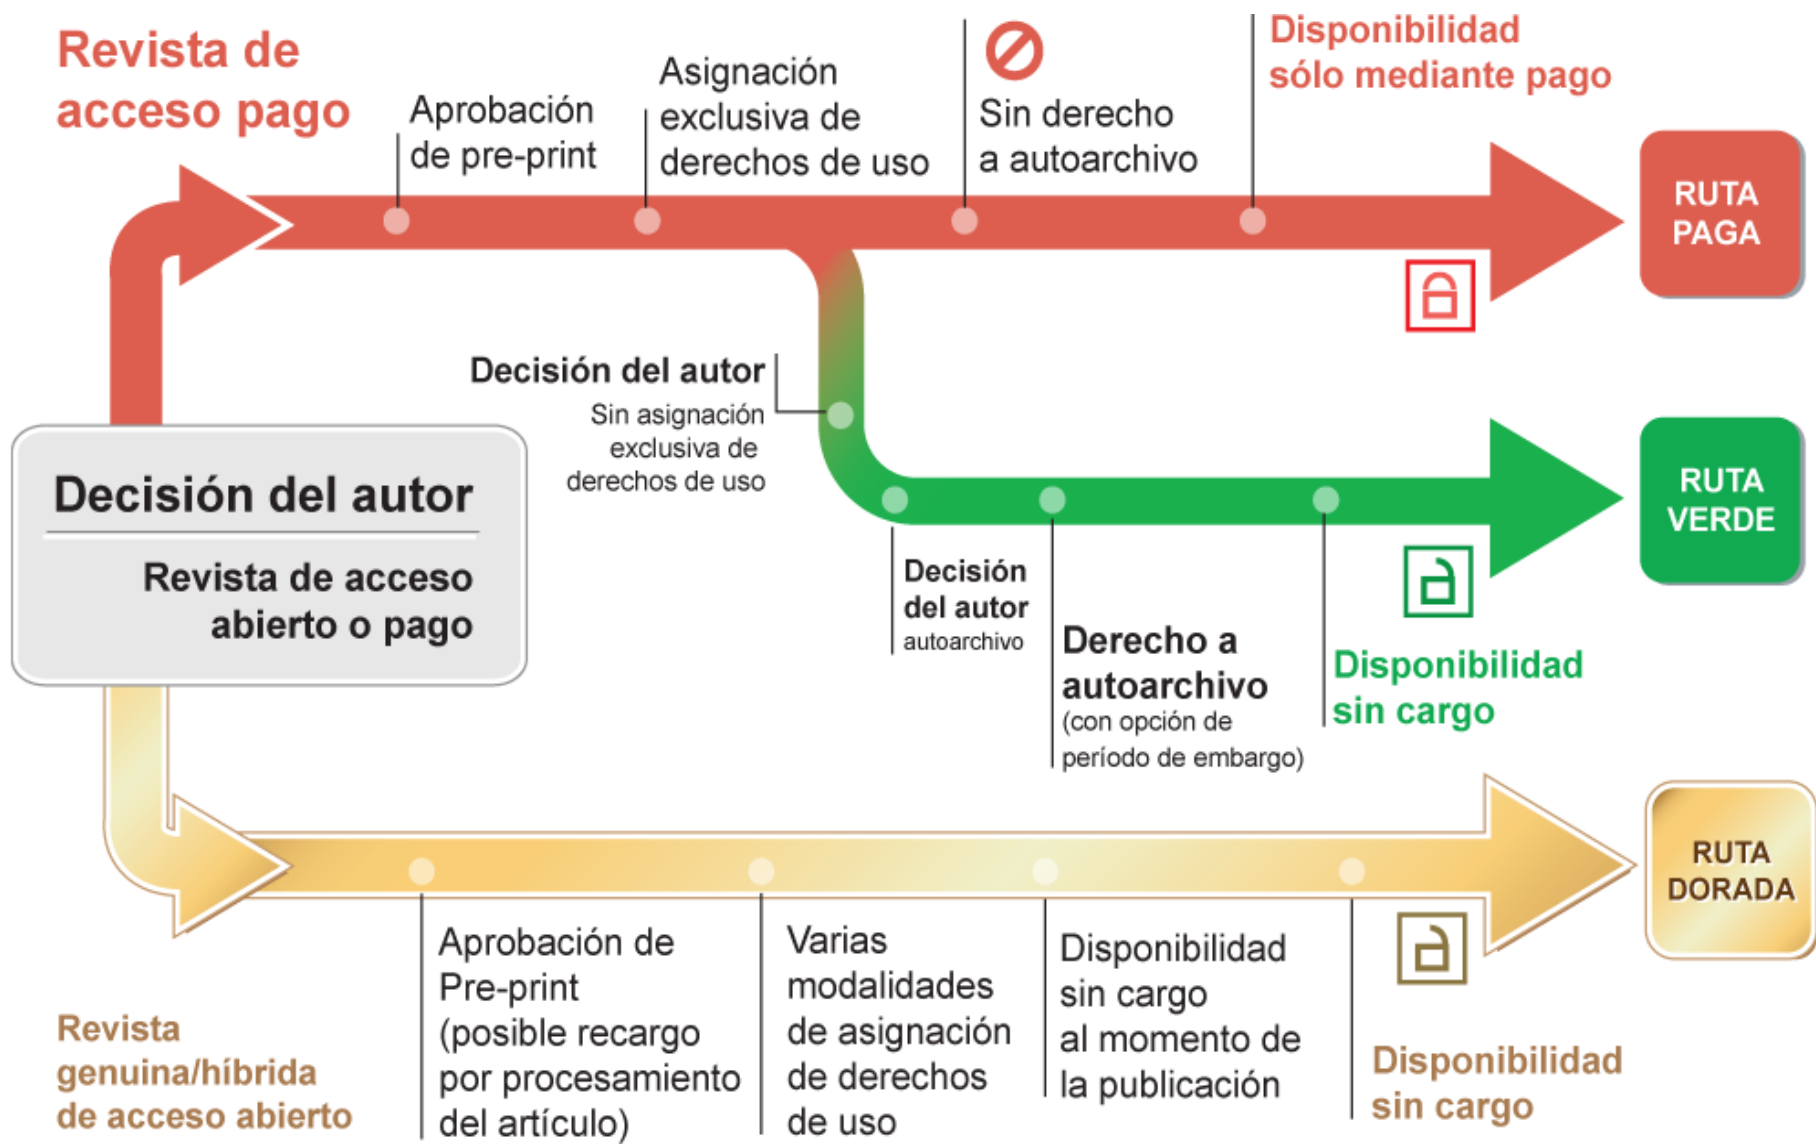 Revista de
acceso pago
Aprobación
de pre-print
Asignación
exclusiva de
derechos de uso
Sin derecho
a autoarchivo
Disponibilidad
sólo mediante pago
RUTA
PAGA
Decisión del autor
Sin asignación
exclusiva de
derechos de uso
Decisión del autor
Revista de acceso
abierto o pago
Decisión
del autor
autoarchivo
Derecho a
autoarchivo
(con opción de
período de embargo)
Disponibilidad
sin cargo
RUTA
VERDE
Revista
genuina/híbrida
de acceso abierto
Aprobación de
Pre-print
(posible recargo
por procesamiento
del artículo)
Varias
modalidades
de asignación
de derechos
de uso
Disponibilidad
sin cargo
al momento de
la publicación
Disponibilidad
sin cargo
RUTA
DORADA